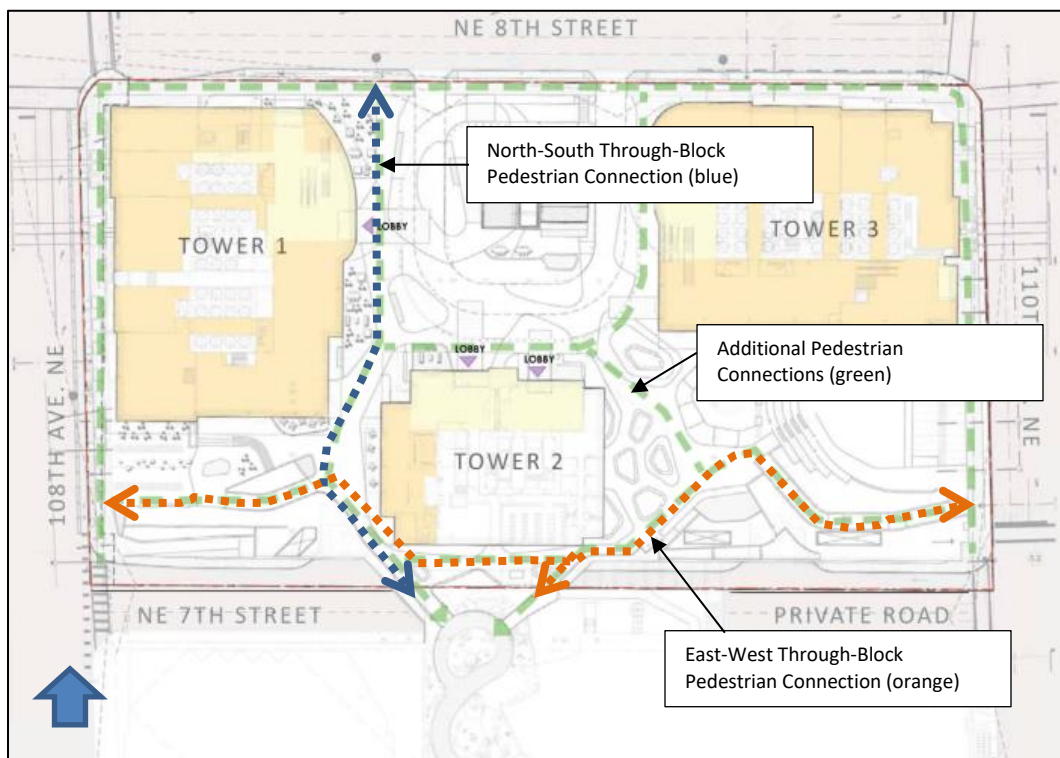 NE 8TH STREET
North-South Through-Block
Pedestrian Connection (blue)
LOBBY
TOWER 1
TOWER 3
108TH AVE. NE
110T
NE
LOBBY
LOBBY
Additional Pedestrian
Connections (green)
TOWER 2
NE 7TH STREET
PRIVATE ROAD
East-West Through-Block
Pedestrian Connection (orange)